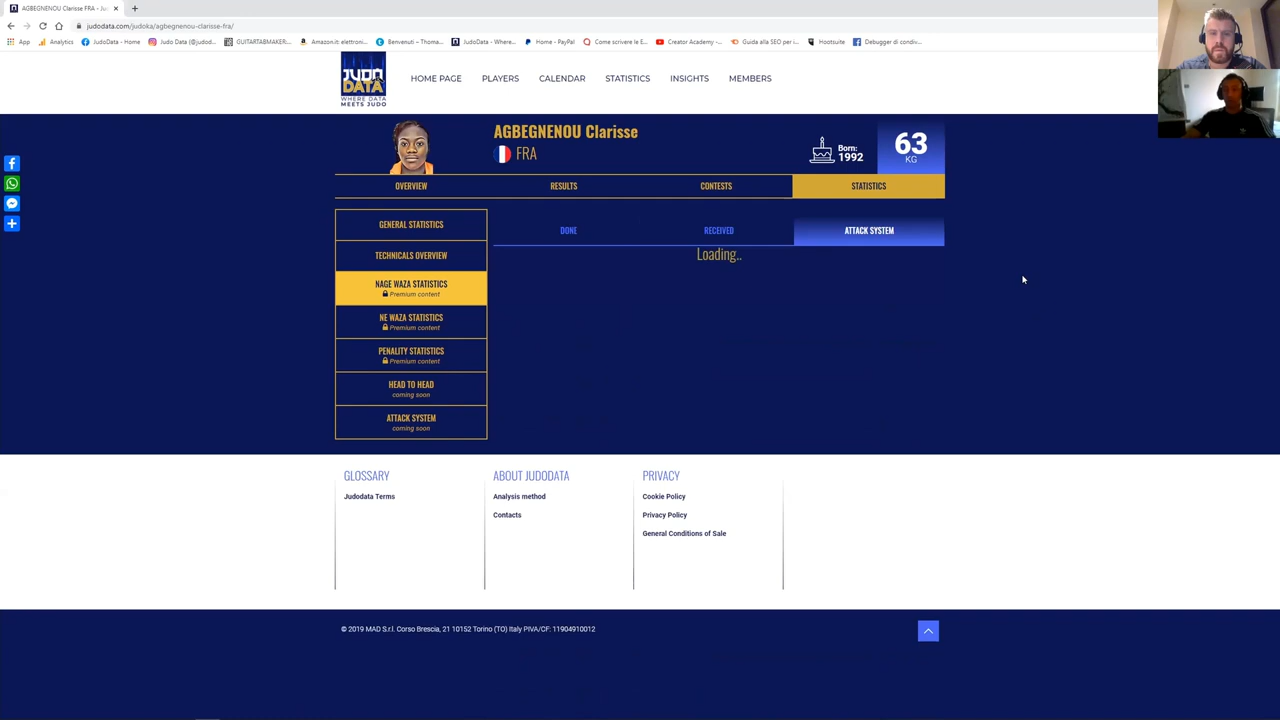 AGBEGNENOU Clarisse FRA - Ju
judodata.com/judoka/agbegnenou-clarisse-fra/
App Analytics JudoData - Home Judo Data (@judod... GUITARTABMAKER:... Amazon.it: elettroni... Benvenuti – Thoma... JudoData - Where... Home - PayPal Come scrivere le E... Creator Academy -... Guida alla SEO per i... Hootsuite Debugger di condiv...
JUDO
DATA
WHERE DATA
MEETS JUDO
HOME PAGE PLAYERS CALENDAR STATISTICS INSIGHTS MEMBERS
AGBEGNENOU Clarisse
FRA
Born:
1992
63
KG
OVERVIEW RESULTS CONTESTS STATISTICS
GENERAL STATISTICS
TECHNICALS OVERVIEW
NAGE WAZA STATISTICS
Premium content
NE WAZA STATISTICS
Premium content
PENALITY STATISTICS
Premium content
HEAD TO HEAD
coming soon
ATTACK SYSTEM
coming soon
DONE RECEIVED ATTACK SYSTEM
Loading..
GLOSSARY
Judodata Terms
ABOUT JUDODATA
Analysis method
Contacts
PRIVACY
Cookie Policy
Privacy Policy
General Conditions of Sale
© 2019 MAD S.r.l. Corso Brescia, 21 10152 Torino (TO) Italy PIVA/CF: 11904910012